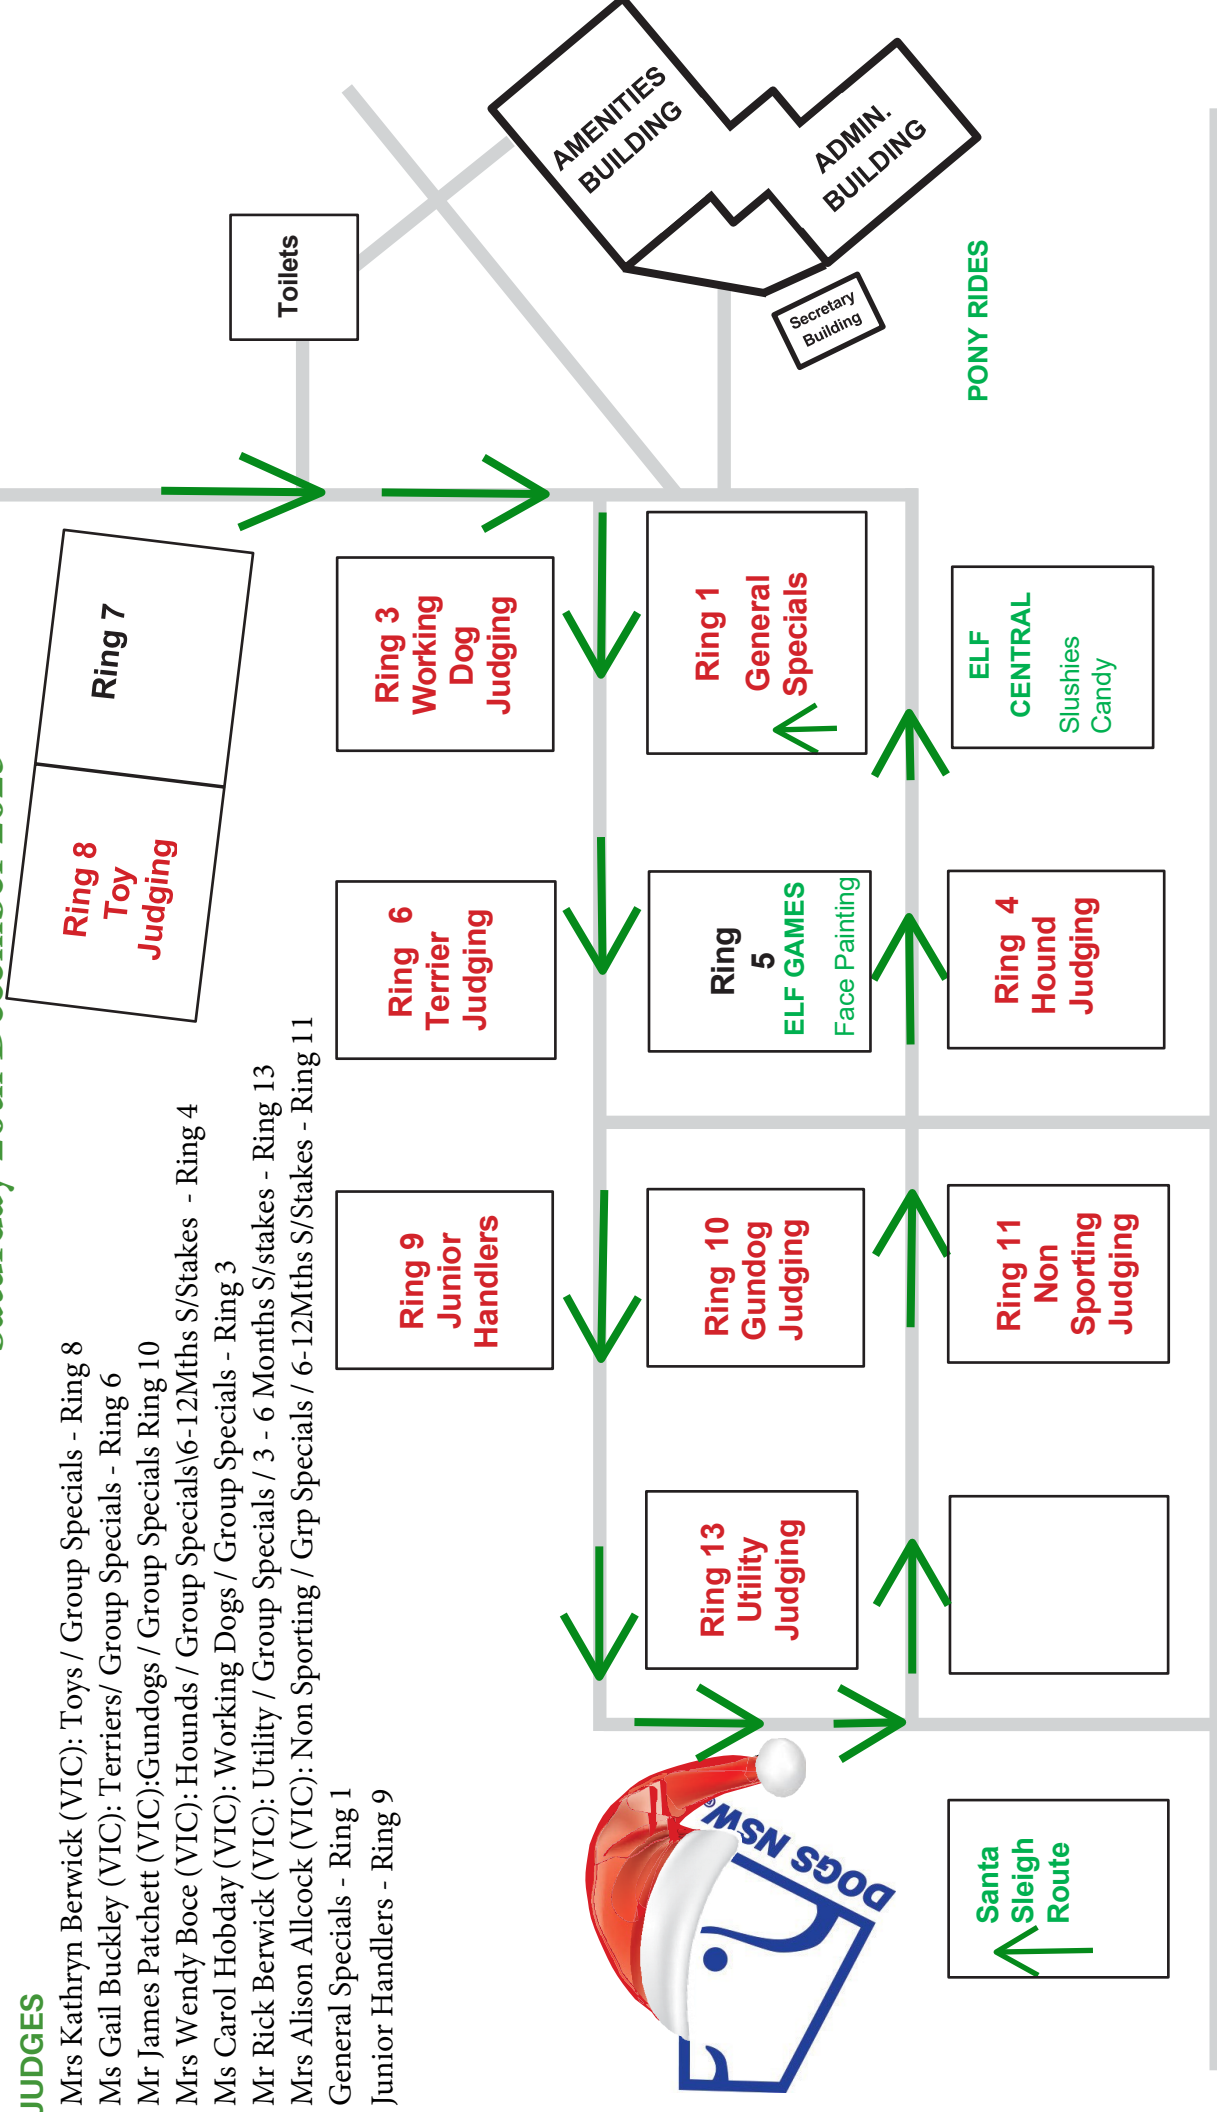 JUDGES
Mrs Kathryn Berwick (VIC): Toys / Group Specials - Ring 8
Ms Gail Buckley (VIC): Terriers/ Group Specials - Ring 6
Mr James Patchett (VIC):Gundogs / Group Specials Ring 10
Mrs Wendy Boce (VIC): Hounds / Group Specials\6-12Mths S/Stakes - Ring 4
Ms Carol Hobday (VIC): Working Dogs / Group Specials - Ring 3
Mr Rick Berwick (VIC): Utility / Group Specials / 3 - 6 Months S/stakes - Ring 13
Mrs Alison Allcock (VIC): Non Sporting / Grp Specials / 6-12Mths S/Stakes - Ring 11
General Specials - Ring 1
Junior Handlers - Ring 9
Ring 8
Toy
Judging
Ring 7
Toilets
AMENITIES
BUILDING
ADMIN.
BUILDING
Secretary
Building
PONY RIDES
Ring 9
Junior
Handlers
Ring 6
Terrier
Judging
Ring 3
Working
Dog
Judging
DOGS NSW®
Ring 13
Utility
Judging
Ring 10
Gundog
Judging
Ring
5
ELF GAMES
Face Painting
Ring 1
General
Specials
Santa
Sleigh
Route
Ring 11
Non
Sporting
Judging
Ring 4
Hound
Judging
ELF
CENTRAL
Slushies
Candy